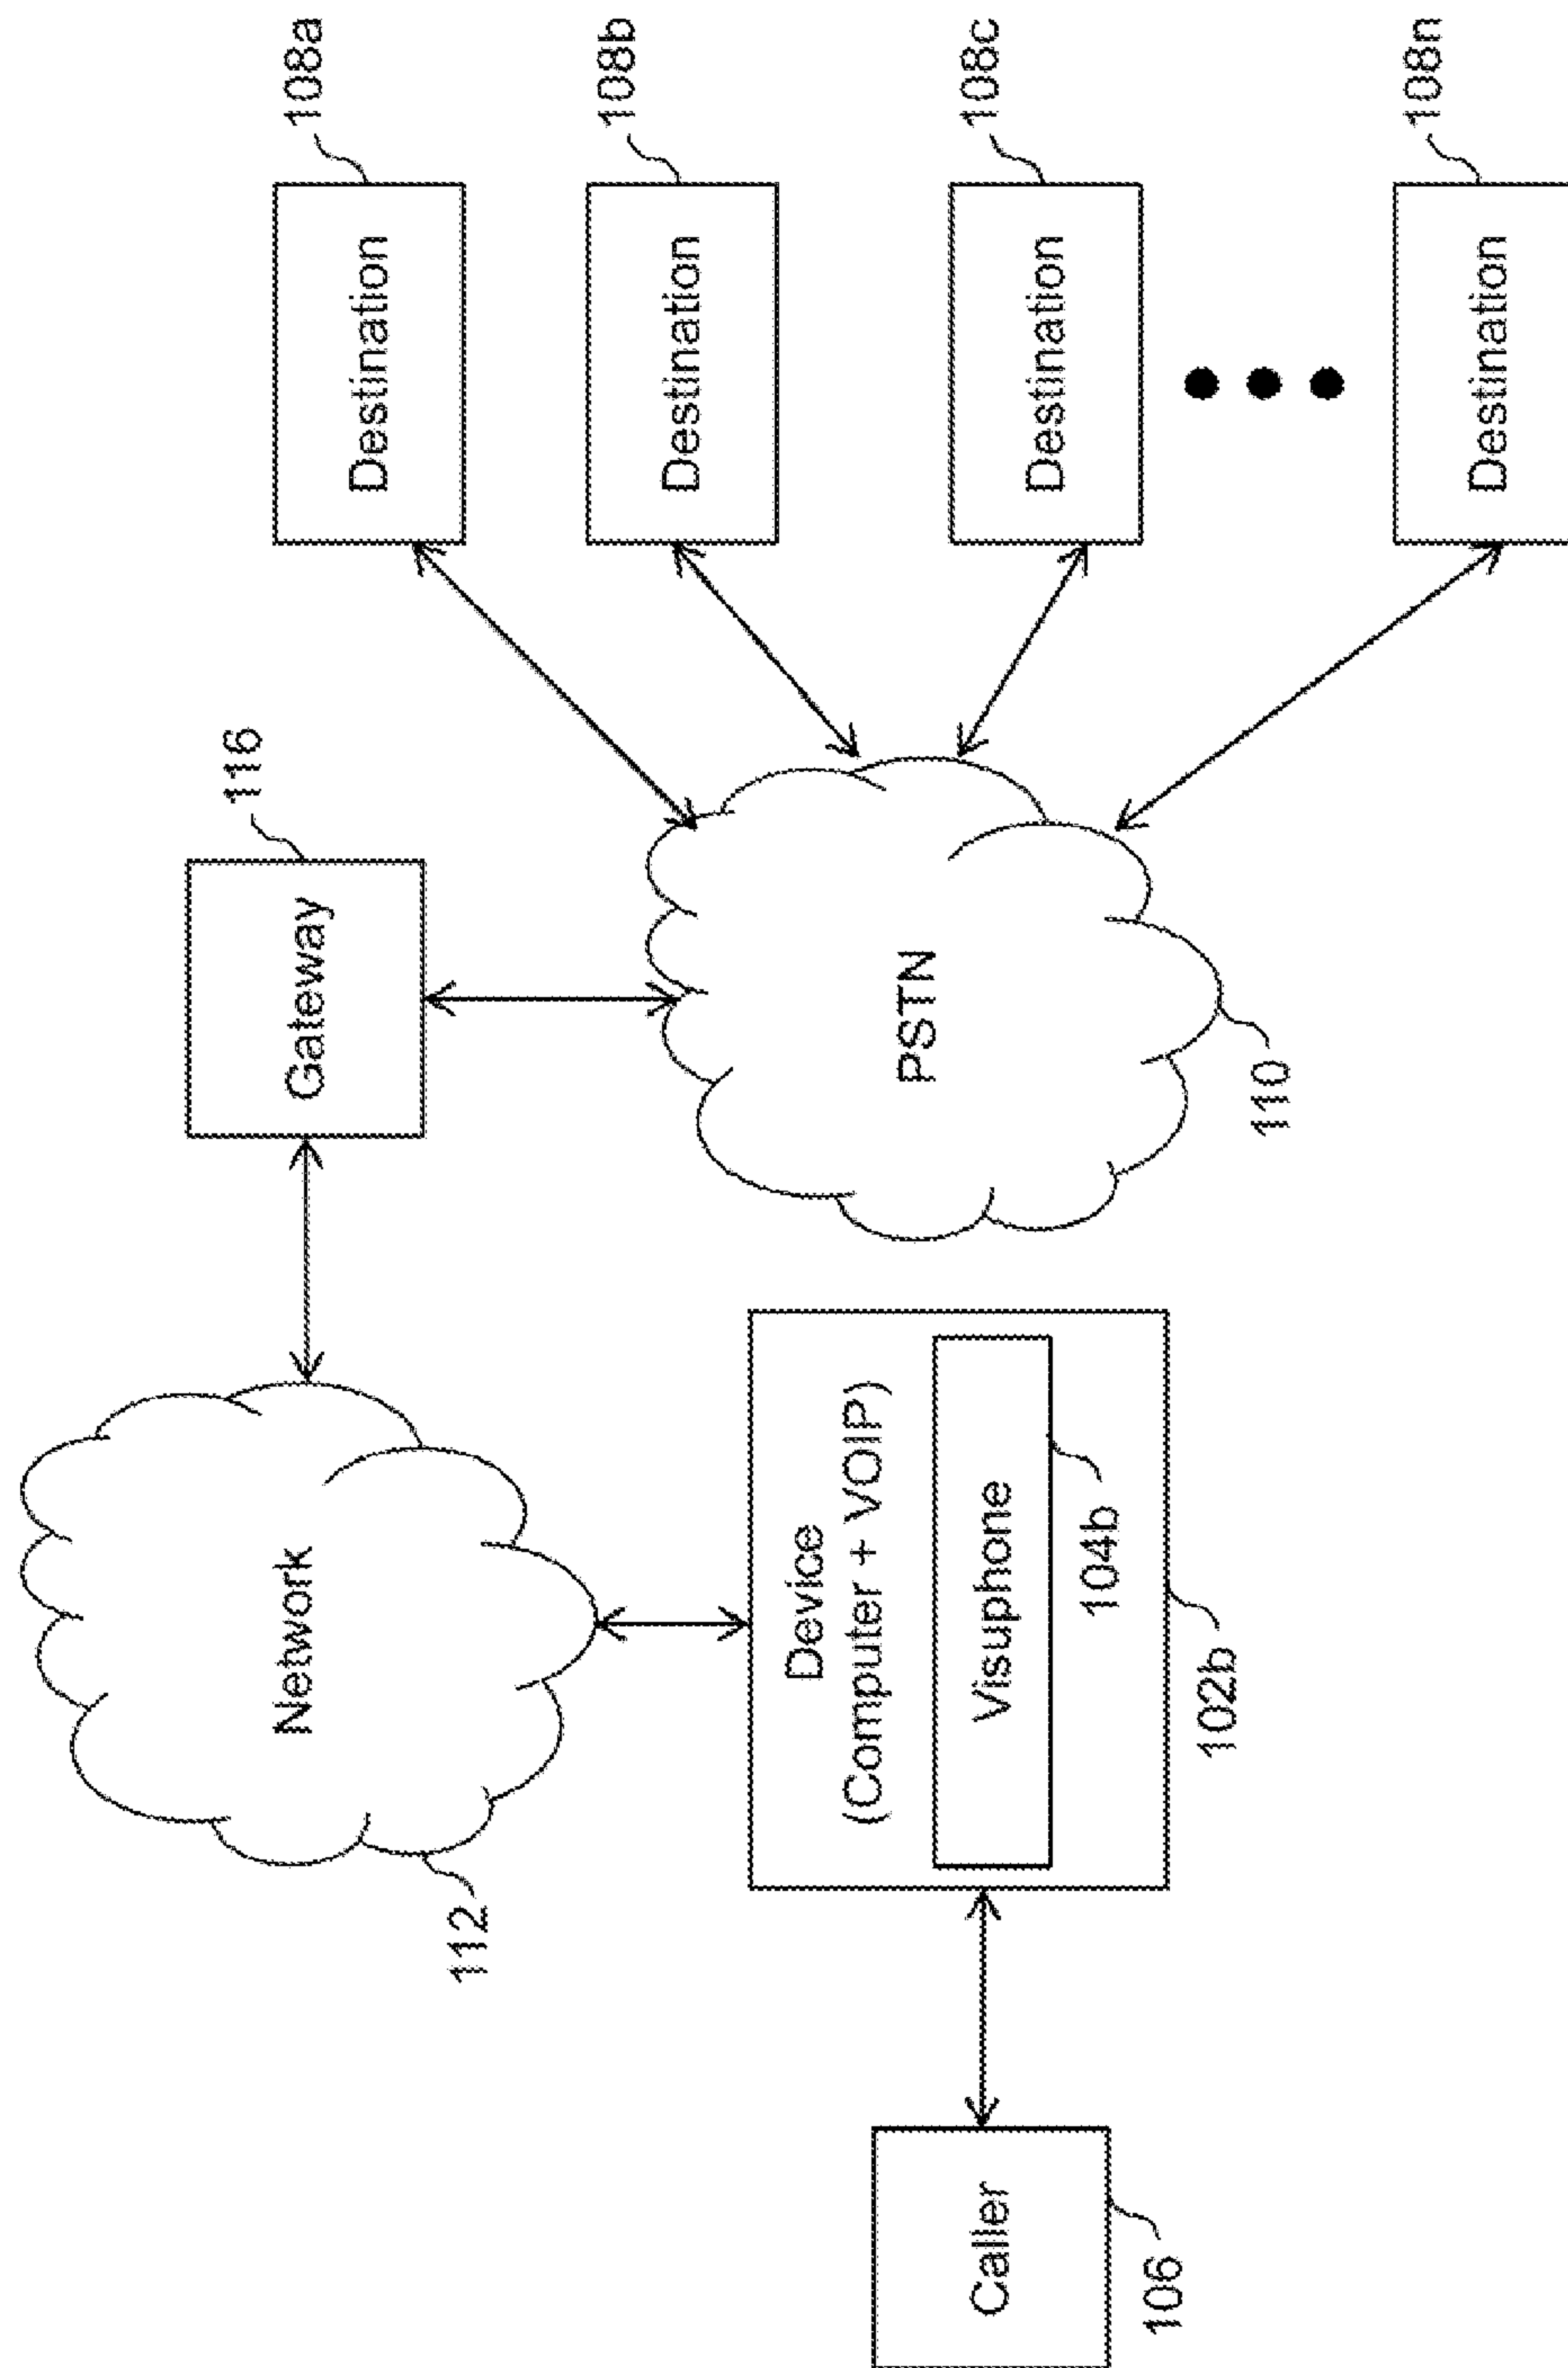 112
Network
Gateway
116
108a
Destination
108b
Destination
108c
Destination
108n
Destination
PSTN
110
Device
(Computer + VOIP)
Visuphone
104b
102b
Caller
106